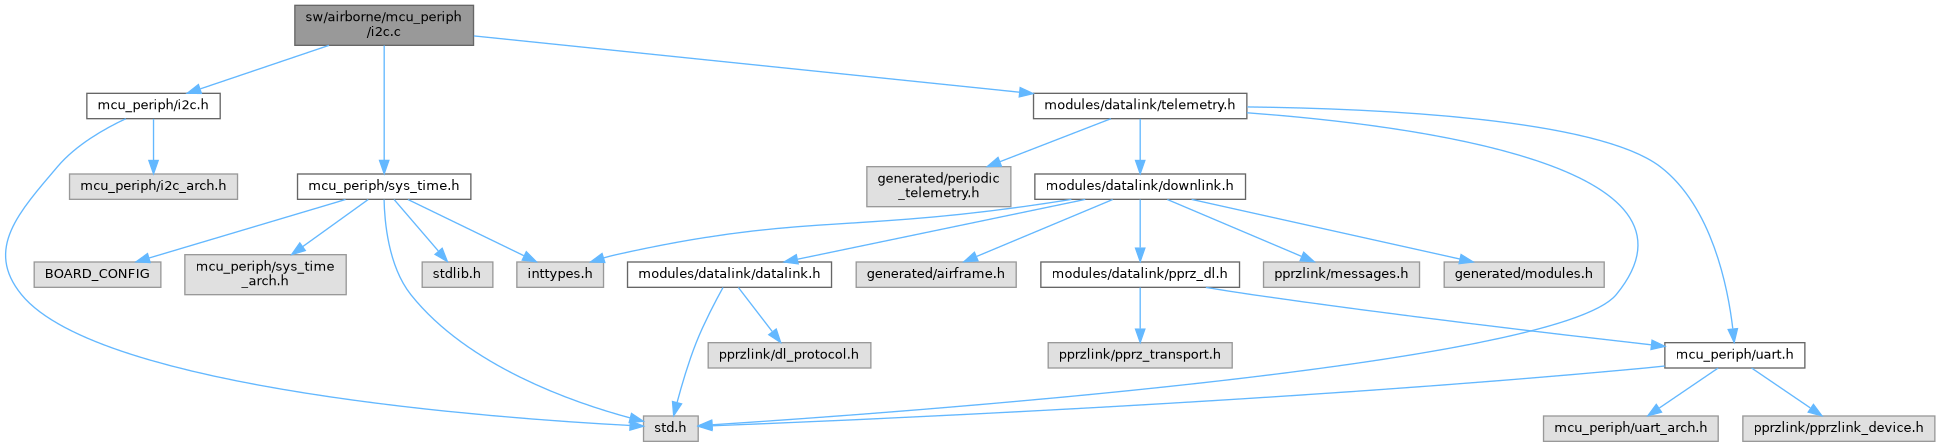 sw/airborne/mcu_periph
/i2c.c
mcu_periph/i2c.h
modules/datalink/telemetry.h
mcu_periph/i2c_arch.h
mcu_periph/sys_time.h
generated/periodic
_telemetry.h
modules/datalink/downlink.h
BOARD_CONFIG
mcu_periph/sys_time
_arch.h
stdlib.h
inttypes.h
modules/datalink/datalink.h
generated/airframe.h
modules/datalink/pprz_dl.h
pprzlink/messages.h
generated/modules.h
pprzlink/dl_protocol.h
pprzlink/pprz_transport.h
mcu_periph/uart.h
std.h
mcu_periph/uart_arch.h
pprzlink/pprzlink_device.h